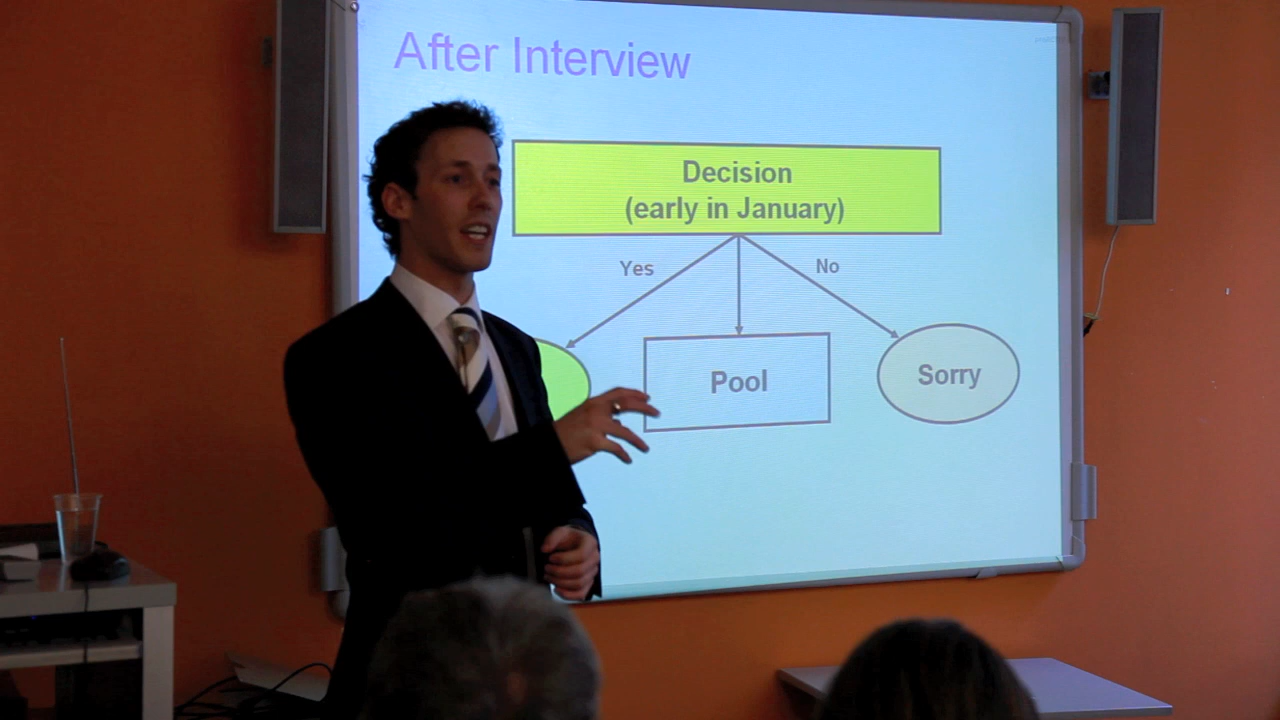 After Interview
Decision
(early in January)
Yes
No
Pool
Sorry